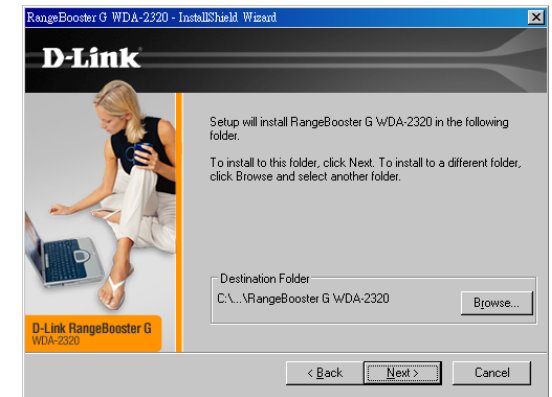 RangeBooster G WDA-2320 - InstallShield Wizard
D-Link
Setup will install RangeBooster G WDA-2320 in the following
folder.
To install to this folder, click Next. To install to a different folder,
click Browse and select another folder.
Destination Folder
C:\...\RangeBooster G WDA-2320
Browse...
D-Link RangeBooster G
WDA-2320
< Back
Next >
Cancel